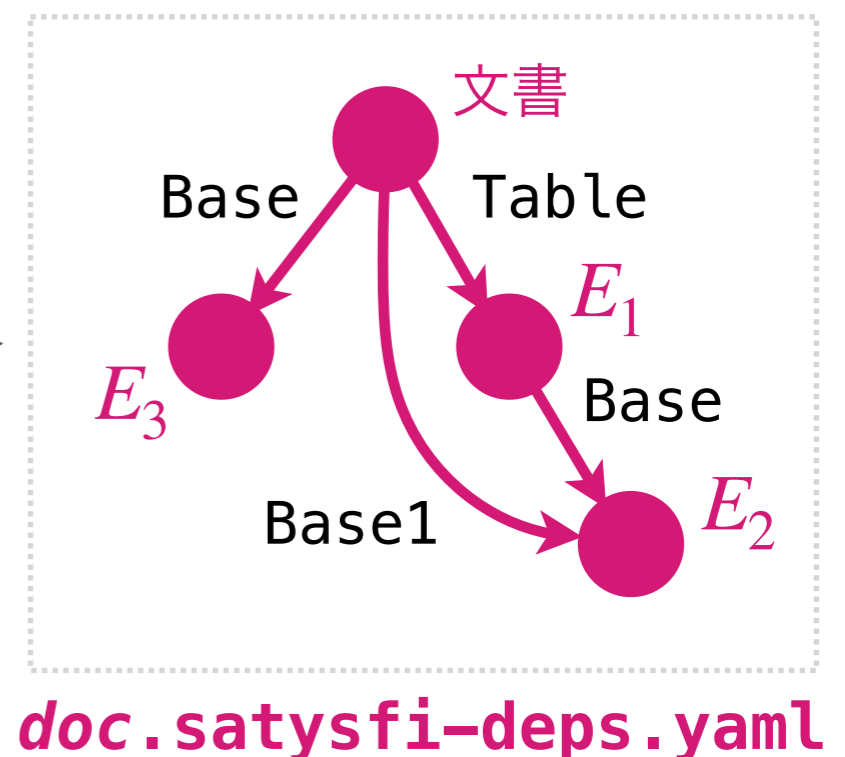 文書
Base
Table
E₁
E₃
Base
Base1
E₂
doc.satysfi-deps.yaml